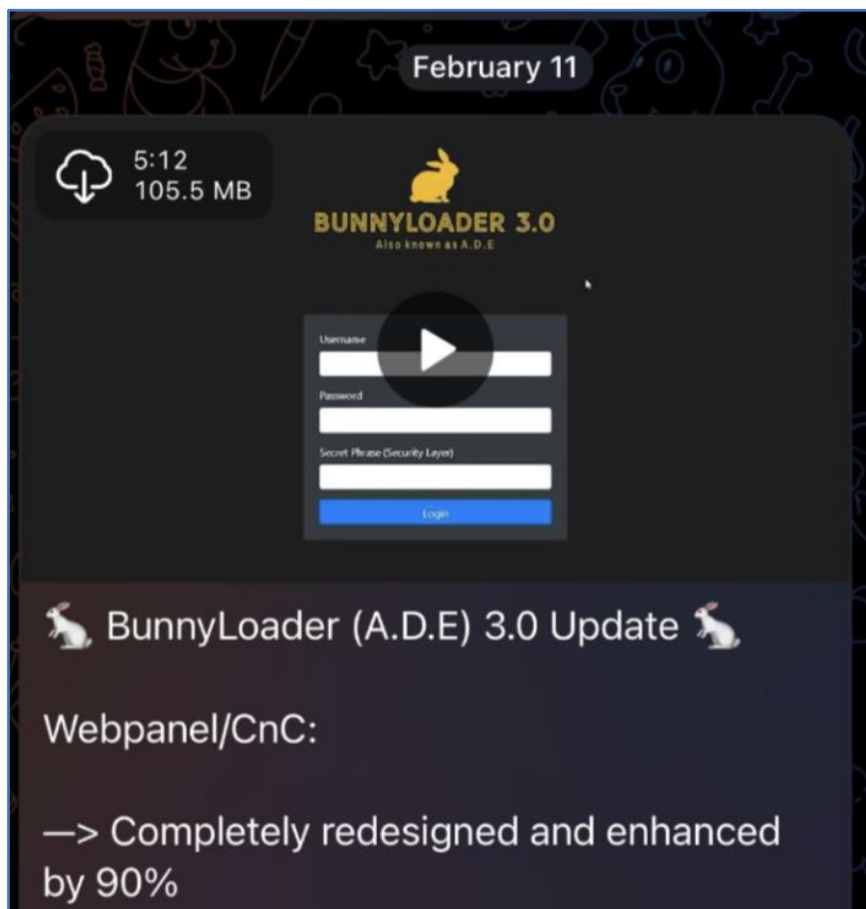 February 11
5:12
105.5 MB
BUNNYLOADER 3.0
Also known as A.D.E
Username
Password
Secret Phrase (Security Layer)
Login
🐇 BunnyLoader (A.D.E) 3.0 Update 🐇
Webpanel/CnC:
—> Completely redesigned and enhanced
by 90%